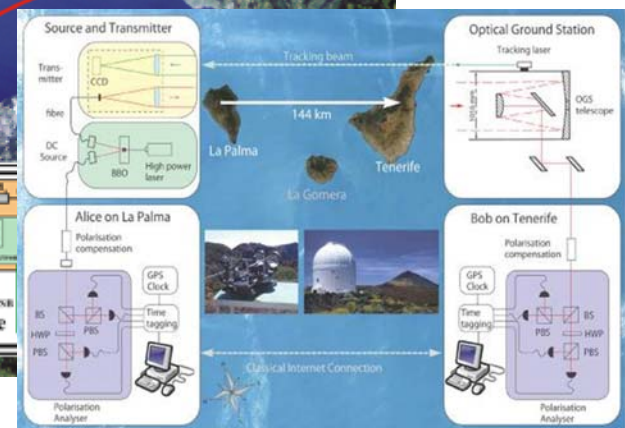 Source and Transmitter
Trans-
mitter
CCD
fibre
DC
Source
BBO
High power
laser
Tracking beam
144 km
La Palma
La Gomera
Tenerife
Optical Ground Station
Tracking laser
OGS
telescope
Alice on La Palma
Polarisation
compensation
GPS
Clock
Time
tagging
BS
PBS
HWP
PBS
Polarisation
Analyser
Classical Internet Connection
Bob on Tenerife
Polarisation
compensation
GPS
Clock
Time
tagging
BS
PBS
HWP
PBS
Polarisation
Analyser